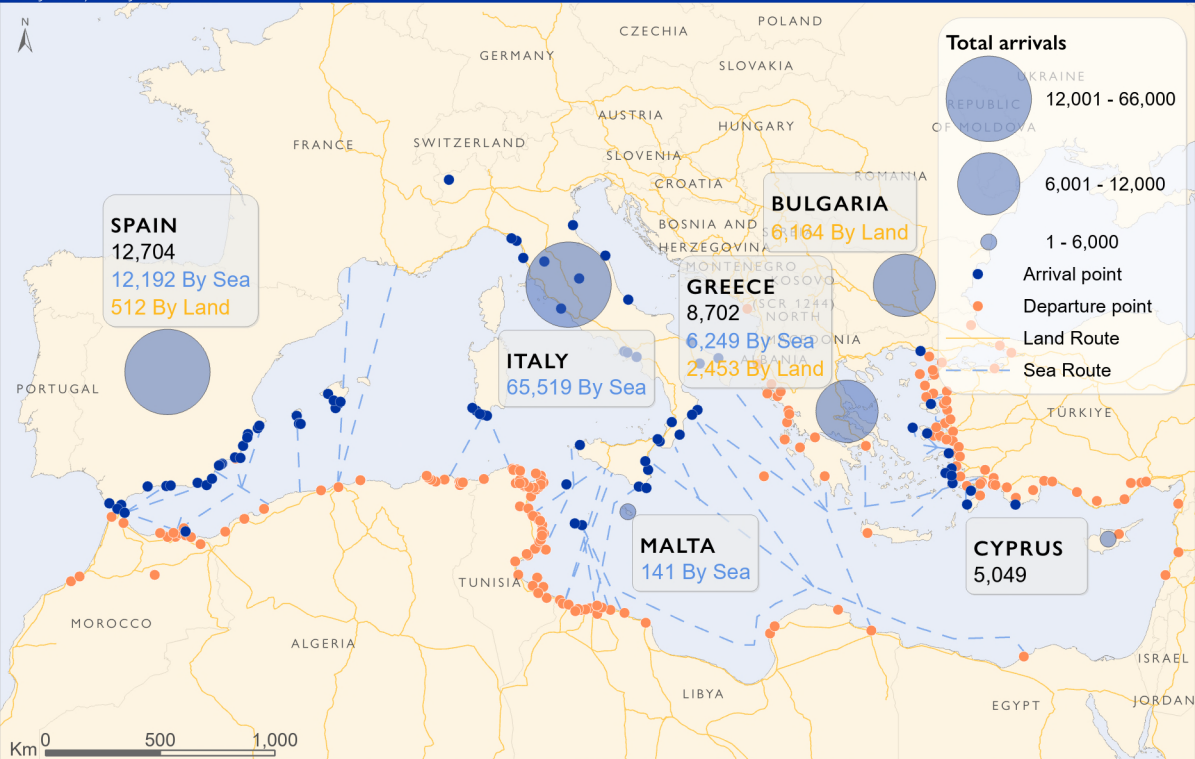 N
POLAND
CZECHIA
GERMANY
SLOVAKIA
Total arrivals
UKRAINE
12,001 - 66,000
REPUBLIC
OF MOLDOVA
AUSTRIA
HUNGARY
FRANCE
SWITZERLAND
SLOVENIA
CROATIA
ROMANIA
6,001 - 12,000
SPAIN
12,704
12,192 By Sea
512 By Land
BULGARIA
6,164 By Land
BOSNIA AND
HERZEGOVINA
1 - 6,000
MONTENEGRO
KOSOVO
(SCR 1244)
NORTH
GREECE
8,702
6,249 By Sea
2,453 By Land
ALBANIA
Arrival point
Departure point
Land Route
Sea Route
ITALY
65,519 By Sea
PORTUGAL
TÜRKIYE
MALTA
141 By Sea
CYPRUS
5,049
TUNISIA
MOROCCO
ALGERIA
LIBYA
EGYPT
ISRAEL
JORDAN
Km 0 500 1,000